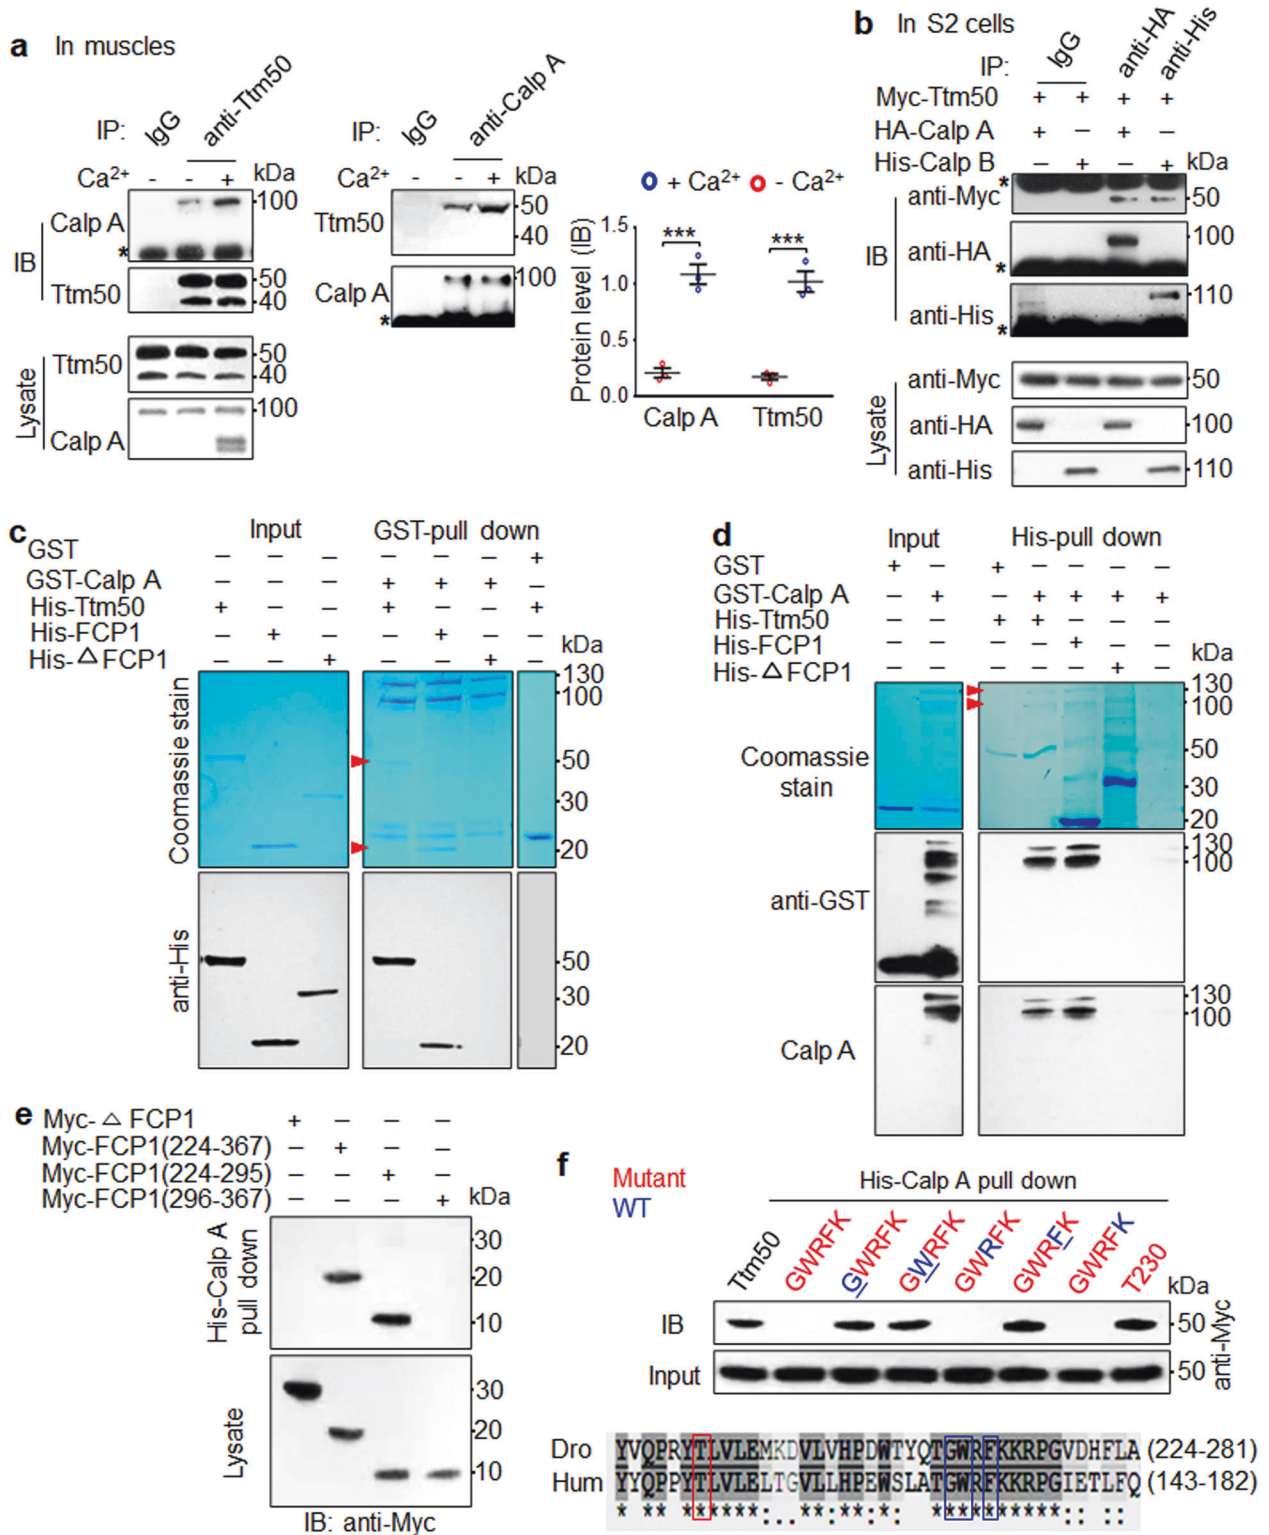 a In muscles
IP: IgG anti-Ttm50
Ca2+ - - + kDa
Calp A 100
*
IB
Ttm50 50
40
Ttm50 50
40
Lysate
100
Calp A
IP: IgG anti-Calp A
Ca2+ - - + kDa
Ttm50 50
40
Calp A 100
*
+ Ca2+ - Ca2+
Protein level (IB)
1.5
1.0
0.5
0.0
*** ***
Calp A Ttm50
b In S2 cells
IP: IgG anti-HA anti-His
Myc-Ttm50 + + + +
HA-Calp A + – + –
His-Calp B – + – + kDa
* anti-Myc 50
IB anti-HA 100
*
anti-His 110
*
Lysate
anti-Myc 50
anti-HA 100
anti-His 110
c Input GST-pull down
GST – – – – – – +
GST-Calp A – – – + + + –
His-Ttm50 + – – + – – +
His-FCP1 – + – – + – –
His-△FCP1 – – + – – + –
kDa
Coomassie stain
130
100
50
30
20
anti-His
50
30
20
d Input His-pull down
GST + – + – – – –
GST-Calp A – + – + + + +
His-Ttm50 – – + + – – –
His-FCP1 – – – – + – –
His-△FCP1 – – – – – + –
kDa
Coomassie stain
130
100
50
30
20
anti-GST
130
100
Calp A
130
100
e Myc-△FCP1 + – – –
Myc-FCP1(224-367) – + – –
Myc-FCP1(224-295) – – + –
Myc-FCP1(296-367) – – – + kDa
His-Calp A pull down
30
20
10
Lysate
30
20
10
IB: anti-Myc
f Mutant
WT
His-Calp A pull down
Ttm50 GWRFK GWRFK GWRFK GWRFK GWRFK GWRFK T230
kDa
IB 50
Input 50
anti-Myc
Dro YVQPRYTLVLEMKDVLVHPDWTYQTGWRFKKRPGVDHFLA (224-281)
Hum YYQPPYTLVLELTGVLLHPEWSLATGWRFKKRPGIETLFQ (143-182)